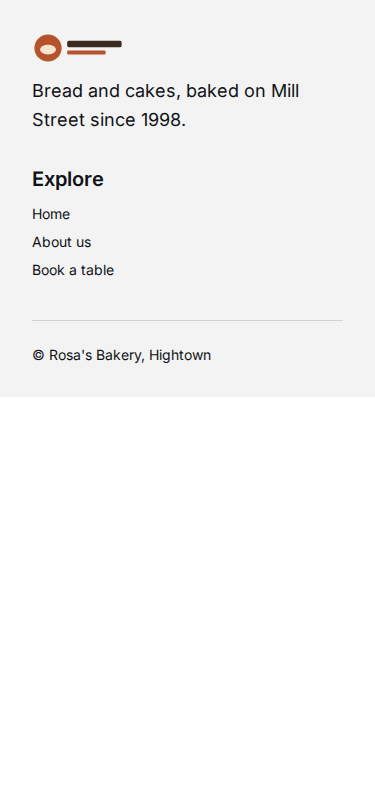 Bread and cakes, baked on Mill
Street since 1998.
Explore
Home
About us
Book a table
© Rosa's Bakery, Hightown